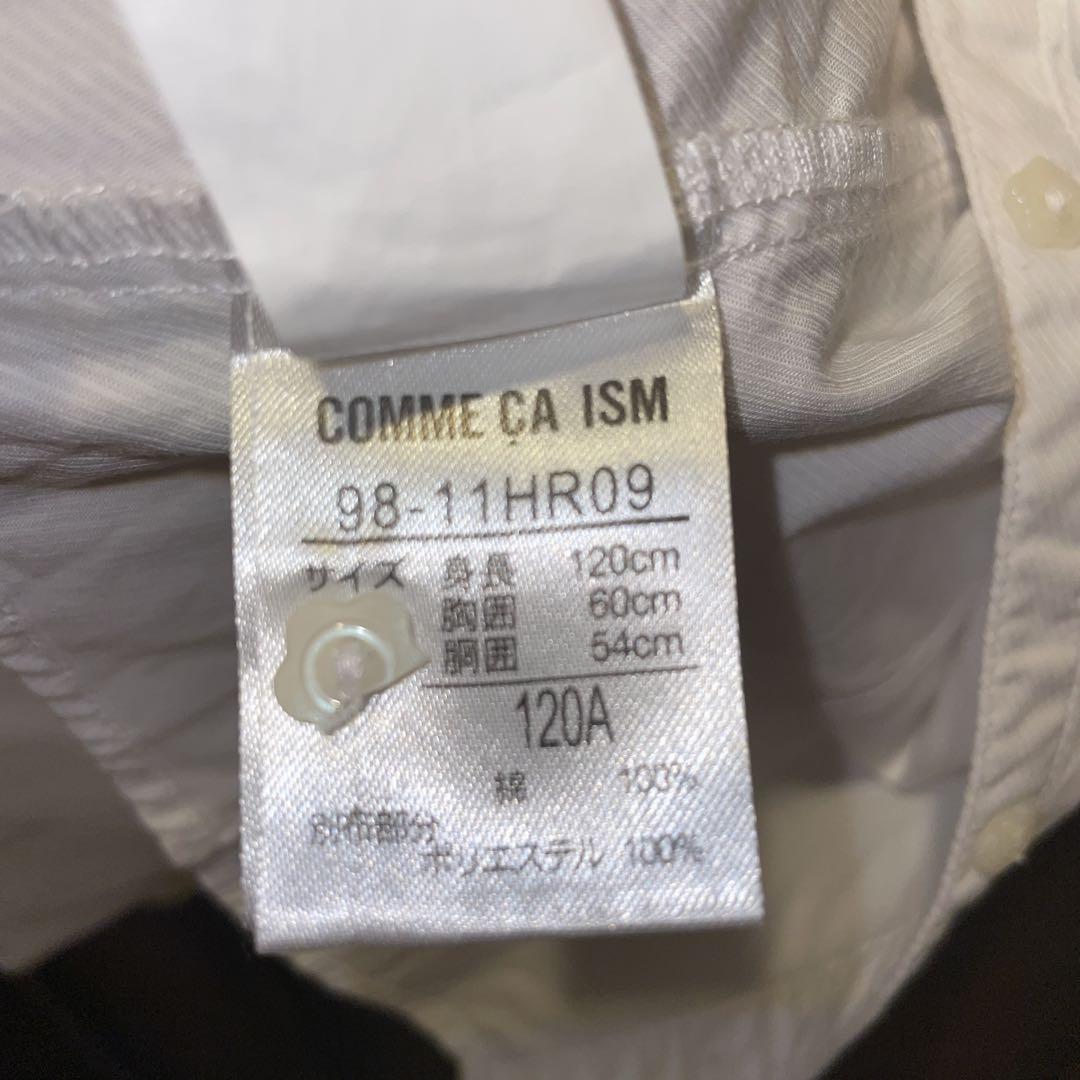 COMME ÇA ISM
98-11HR09
サイズ 身長 120cm
胸囲 60cm
胴囲 54cm
120A
綿 100%
別布部分
ポリエステル 100%